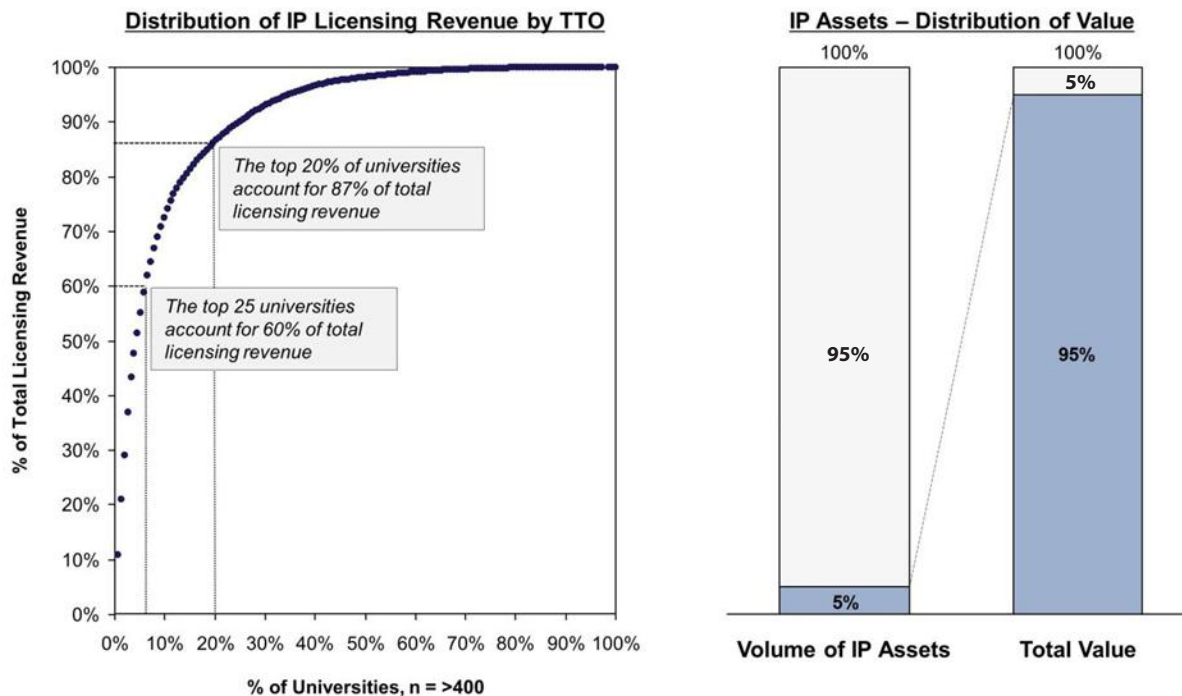 Distribution of IP Licensing Revenue by TTO
% of Total Licensing Revenue
100%
90%
80%
70%
60%
50%
40%
30%
20%
10%
0%
The top 20% of universities
account for 87% of total
licensing revenue
The top 25 universities
account for 60% of total
licensing revenue
0% 10% 20% 30% 40% 50% 60% 70% 80% 90% 100%
% of Universities, n = >400
IP Assets – Distribution of Value
100% 100%
5%
95% 95%
5%
Volume of IP Assets Total Value